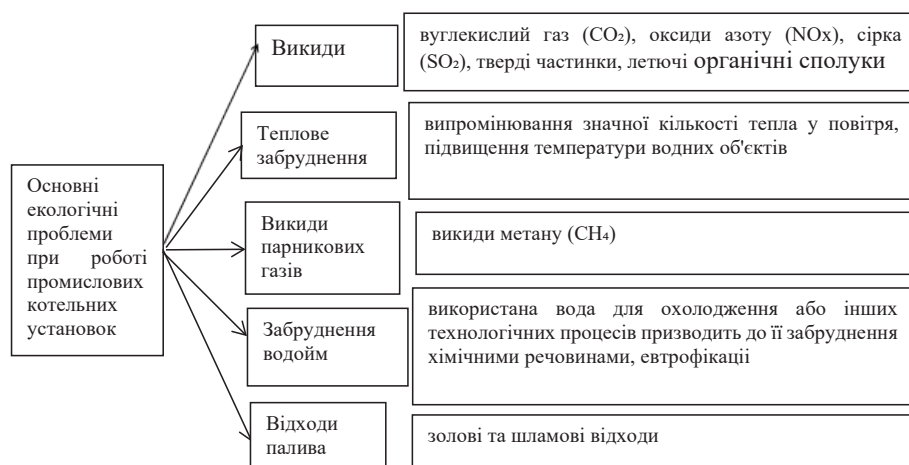 Основні
екологічні
проблеми
при роботі
промислових
котельних
установок
Викиди
вуглекислий газ (CO₂), оксиди азоту (NOx), сірка
(SO₂), тверді частинки, летючі органічні сполуки
Теплове
забруднення
випромінювання значної кількості тепла у повітря,
підвищення температури водних об'єктів
Викиди
парникових
газів
викиди метану (CH₄)
Забруднення
водойм
використана вода для охолодження або інших
технологічних процесів призводить до її забруднення
хімічними речовинами, евтрофікаціі
Відходи
палива
золові та шламові відходи